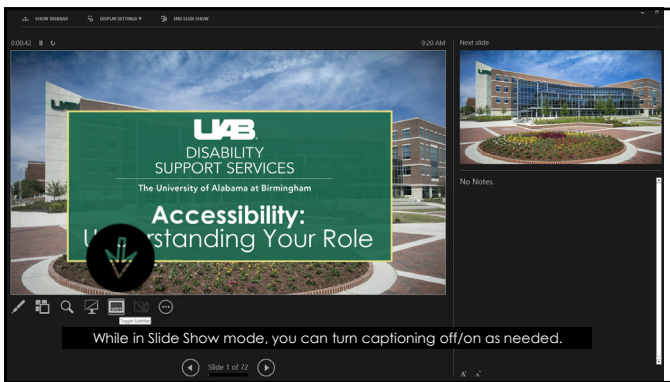 SHOW TASKBAR DISPLAY SETTINGS ▼ END SLIDE SHOW
0:00:42 9:20 AM
Next slide
UAB
DISABILITY
SUPPORT SERVICES
The University of Alabama at Birmingham
Accessibility:
Understanding Your Role
No Notes.
Toggle Subtitles
While in Slide Show mode, you can turn captioning off/on as needed.
Slide 1 of 72
A A